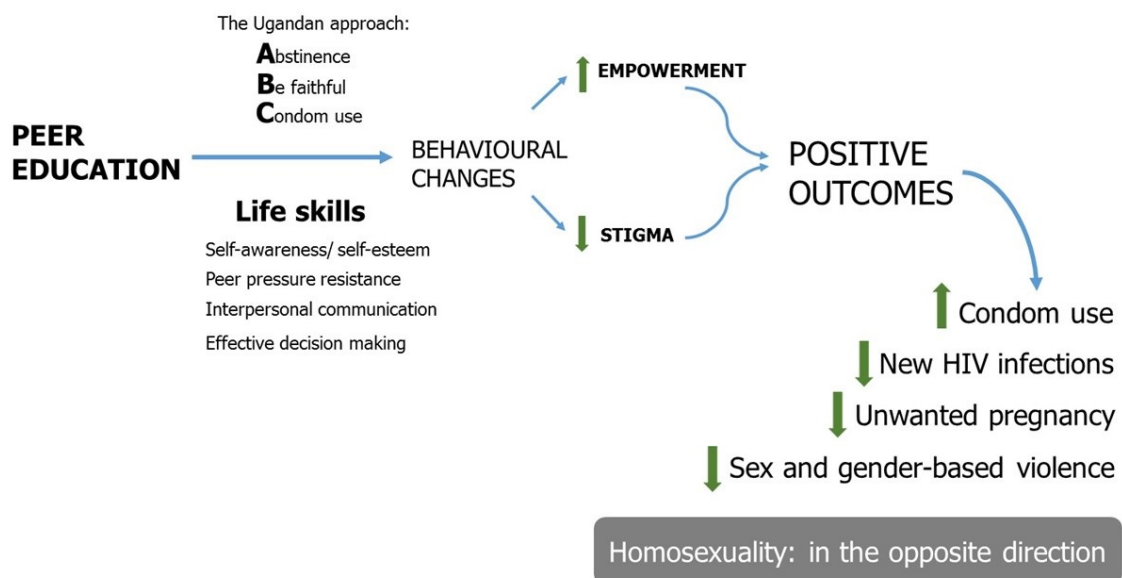 The Ugandan approach:
Abstinence
Be faithful
Condom use
PEER
EDUCATION
Life skills
Self-awareness/ self-esteem
Peer pressure resistance
Interpersonal communication
Effective decision making
BEHAVIOURAL
CHANGES
EMPOWERMENT
STIGMA
POSITIVE
OUTCOMES
Condom use
New HIV infections
Unwanted pregnancy
Sex and gender-based violence
Homosexuality: in the opposite direction